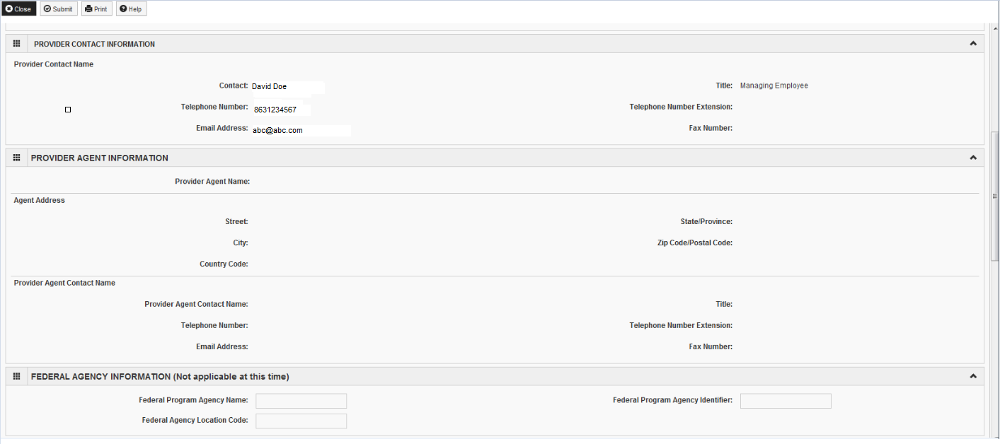 Close Submit Print Help
PROVIDER CONTACT INFORMATION
Provider Contact Name
Contact: David Doe Title: Managing Employee
Telephone Number: 8631234567 Telephone Number Extension:
Email Address: abc@abc.com Fax Number:
PROVIDER AGENT INFORMATION
Provider Agent Name:
Agent Address
Street: State/Province:
City: Zip Code/Postal Code:
Country Code:
Provider Agent Contact Name
Provider Agent Contact Name: Title:
Telephone Number: Telephone Number Extension:
Email Address: Fax Number:
FEDERAL AGENCY INFORMATION (Not applicable at this time)
Federal Program Agency Name: Federal Program Agency Identifier:
Federal Agency Location Code: